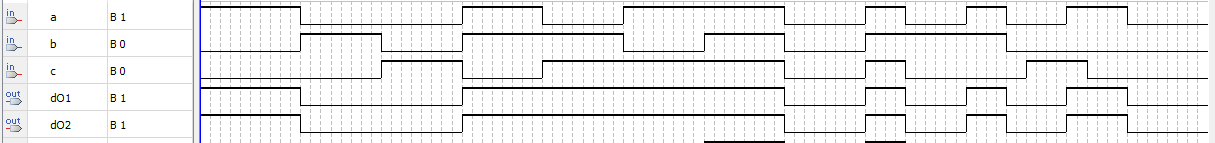 in a B 1
in b B 0
in c B 0
out dO1 B 1
out dO2 B 1